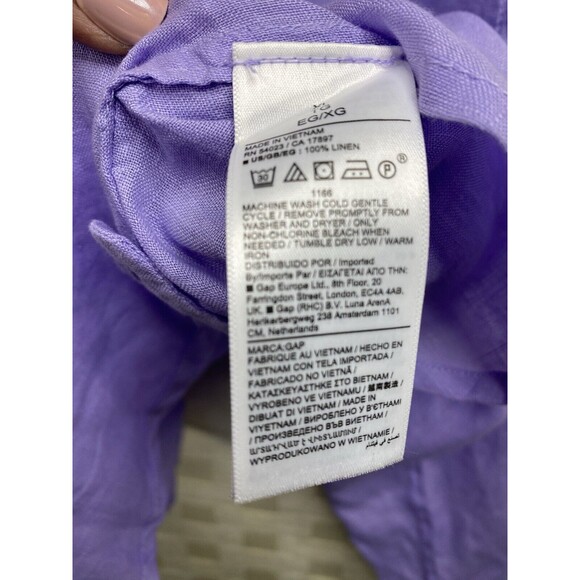 EG/XG
MADE IN VIETNAM
RN 54023 / CA 17897
■ US/GB/EG | 100% LINEN
30 P ®
1166
MACHINE WASH COLD GENTLE
CYCLE / REMOVE PROMPTLY FROM
WASHER AND DRYER / ONLY
NON-CHLORINE BLEACH WHEN
NEEDED / TUMBLE DRY LOW / WARM
IRON
DISTRIBUIDO POR / Imported
By/Importe Par / ΕΙΣΑΓΕΤΑΙ ΑΠΟ ΤΗΝ:
■ Gap Europe Ltd., 8th Floor, 20
Farringdon Street, London, EC4A 4AB,
UK. ■ Gap (RHC) B.V. Luna ArenA
Herikerbergweg 238 Amsterdam 1101
CM, Netherlands
MARCA:GAP
FABRIQUE AU VIETNAM / HECHO EN
VIETNAM CON TELA IMPORTADA /
FABRICADO NO VIETNÃ /
ΚΑΤΑΣΚΕΥΑΣΤΗΚΕ ΣΤΟ ΒΙΕΤΝΑΜ /
VYROBENO VE VIETNAMU / 越南製造 /
DIBUAT DI VIETNAM / MADE IN
VIYETNAM / ВИРОБЛЕНО У В'ЄТНАМІ
/ ПРОИЗВЕДЕНО ВЪВ ВИЕТНАМ /
صنع في فيتنام /
WYPRODUKOWANO W WIETNAMIE /